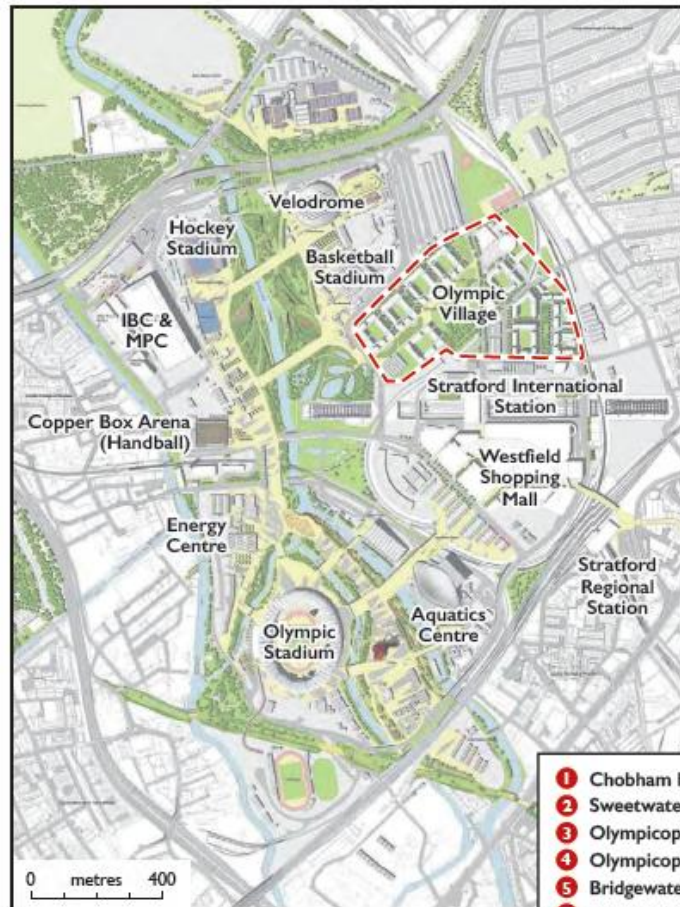 Velodrome
Hockey
Stadium
Basketball
Stadium
Olympic
Village
IBC &
MPC
Stratford International
Station
Copper Box Arena
(Handball)
Westfield
Shopping
Mall
Energy
Centre
Stratford
Regional
Station
Olympic
Stadium
Aquatics
Centre
1 Chobham
2 Sweetwate
3 Olympicop
4 Olympicop
5 Bridgewate
0 metres 400